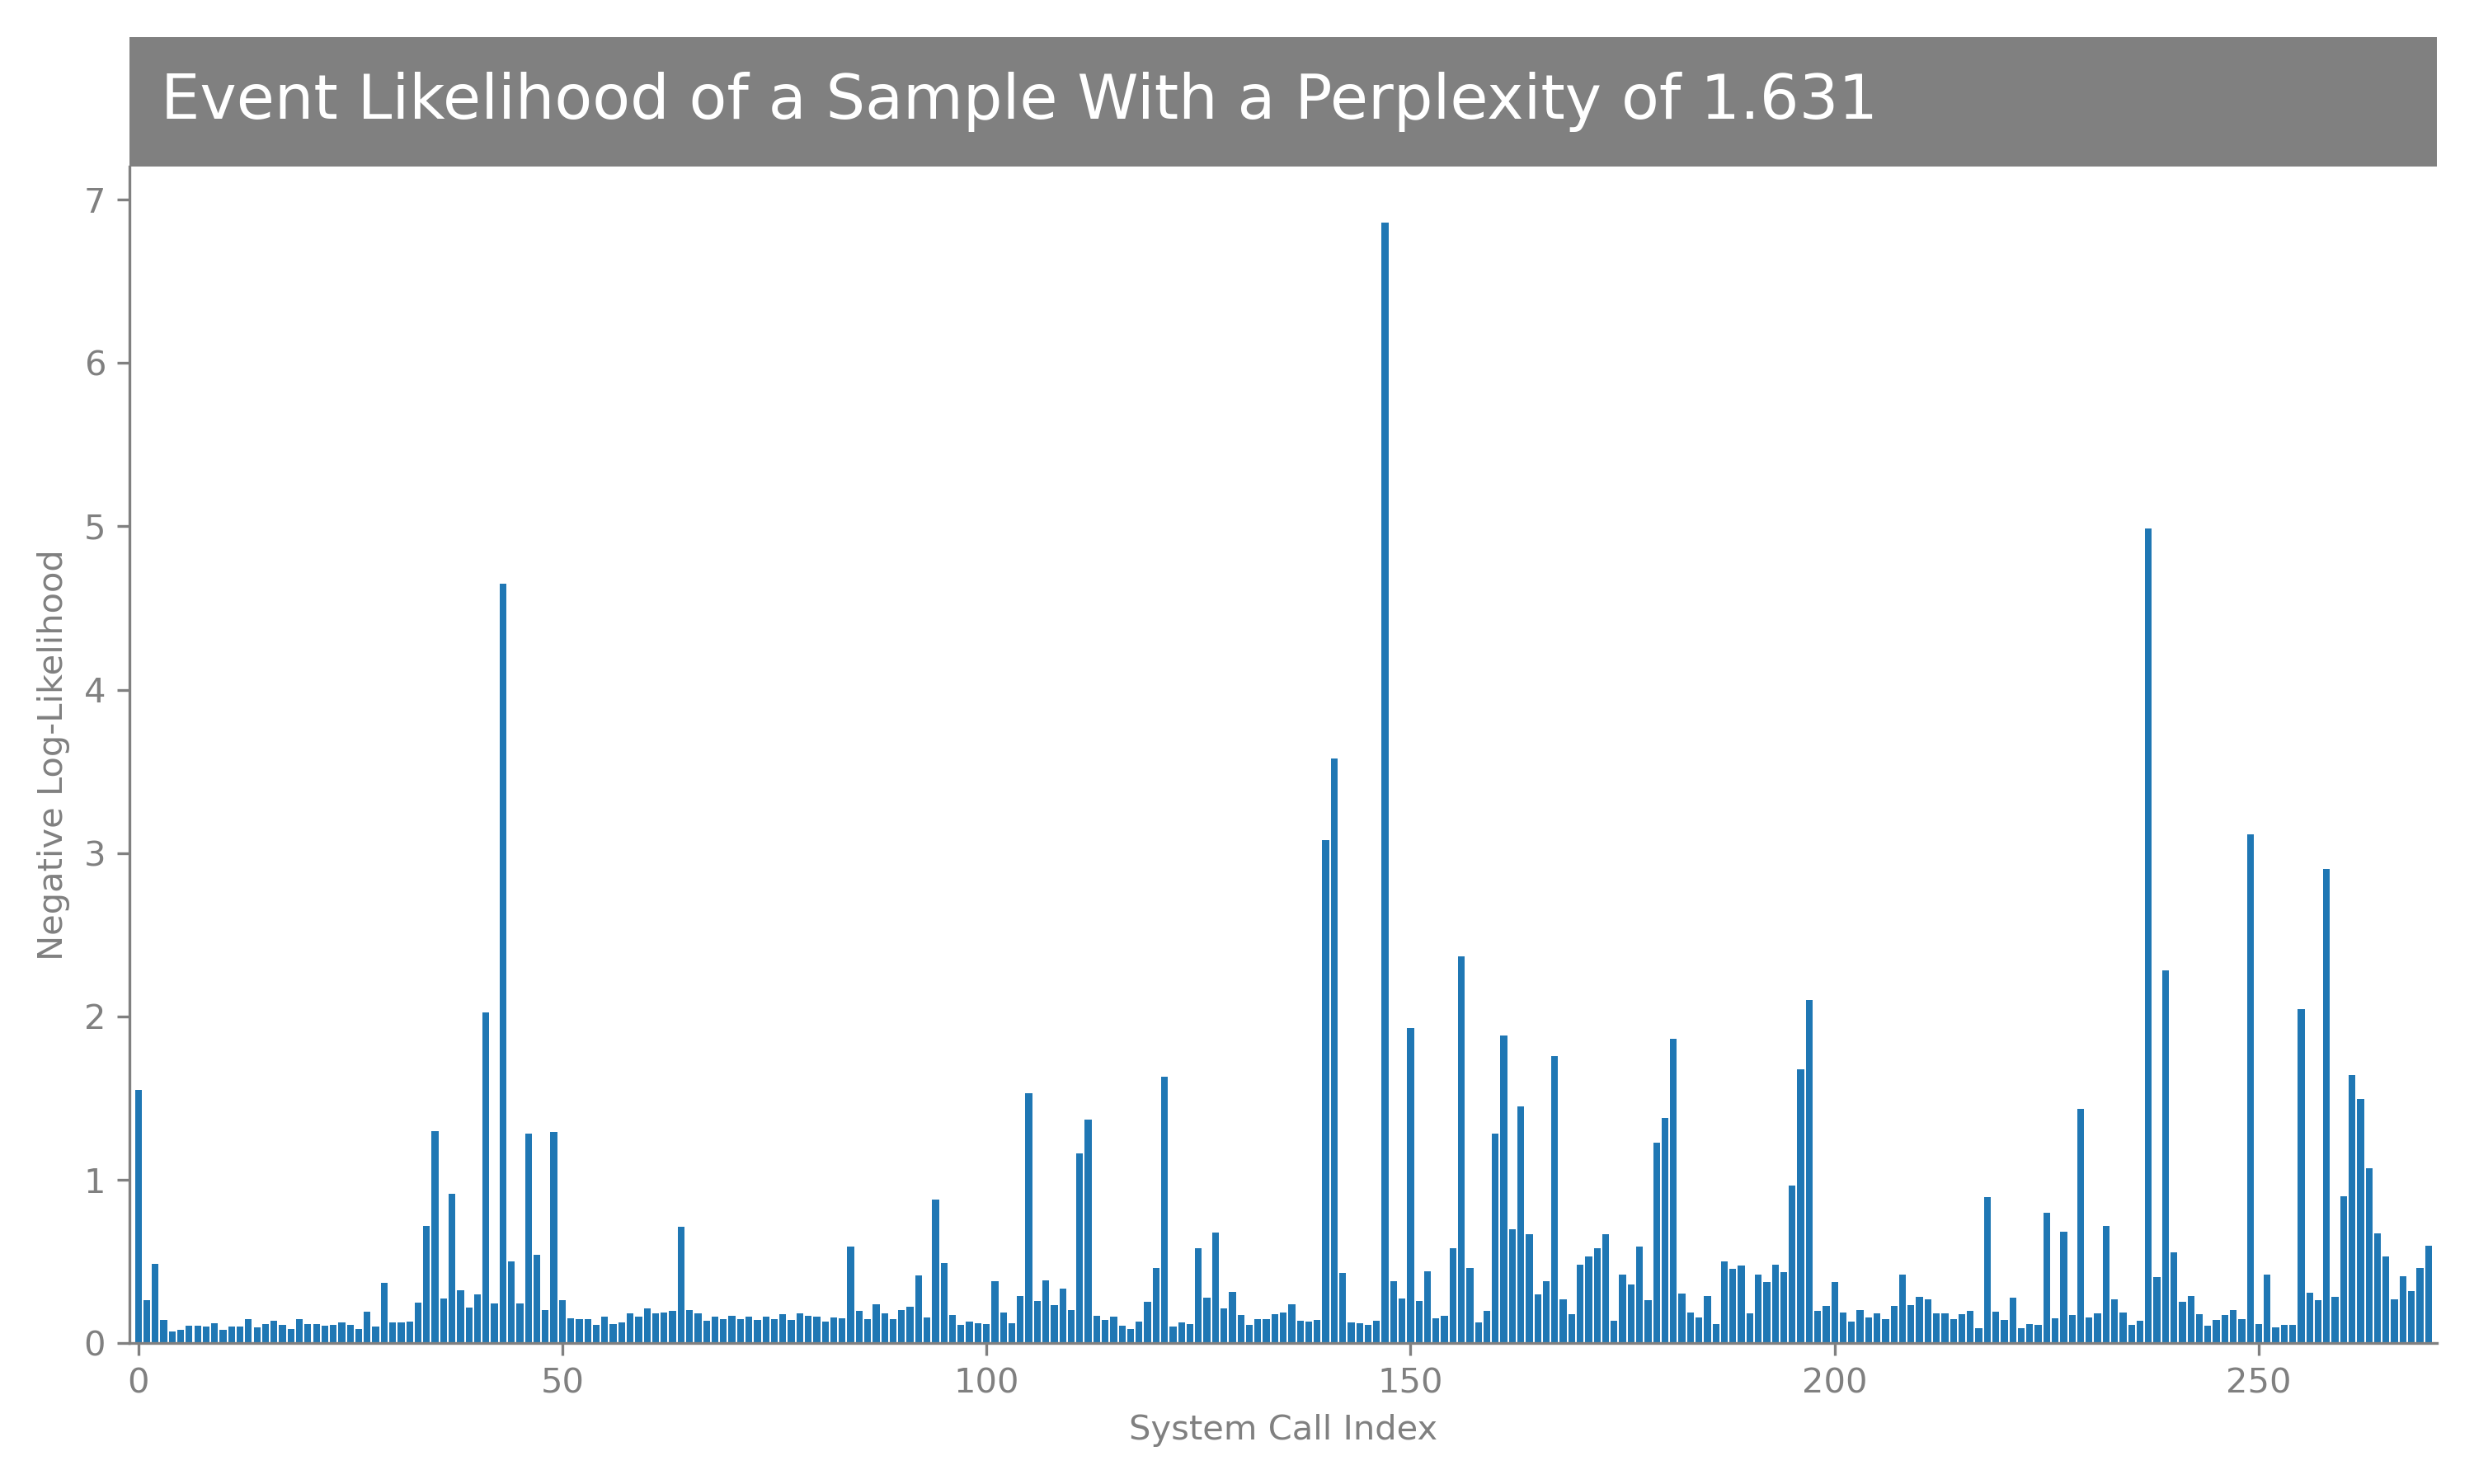 Event Likelihood of a Sample With a Perplexity of 1.631
7
6
5
4
3
2
1
0
Negative Log-Likelihood
0 50 100 150 200 250
System Call Index